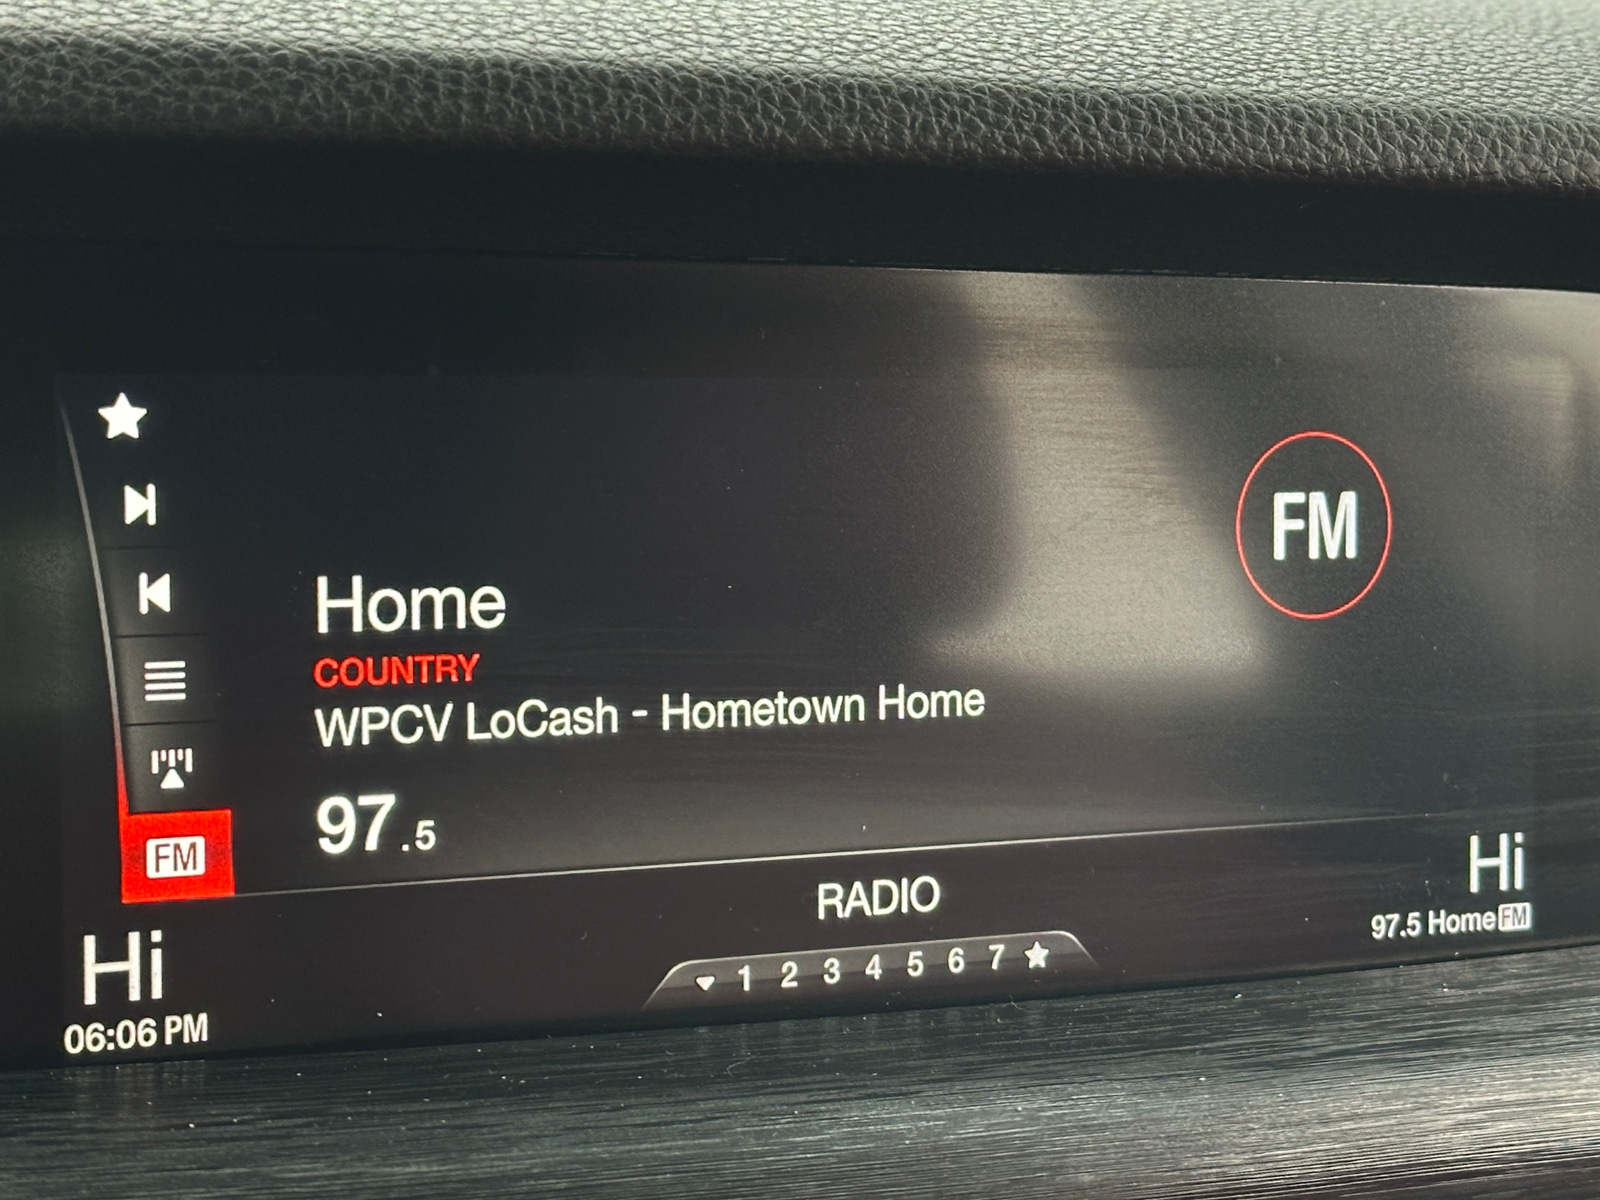 FM
Home
COUNTRY
WPCV LoCash - Hometown Home
97.5
FM
RADIO
Hi
97.5 Home FM
Hi
06:06 PM
1 2 3 4 5 6 7